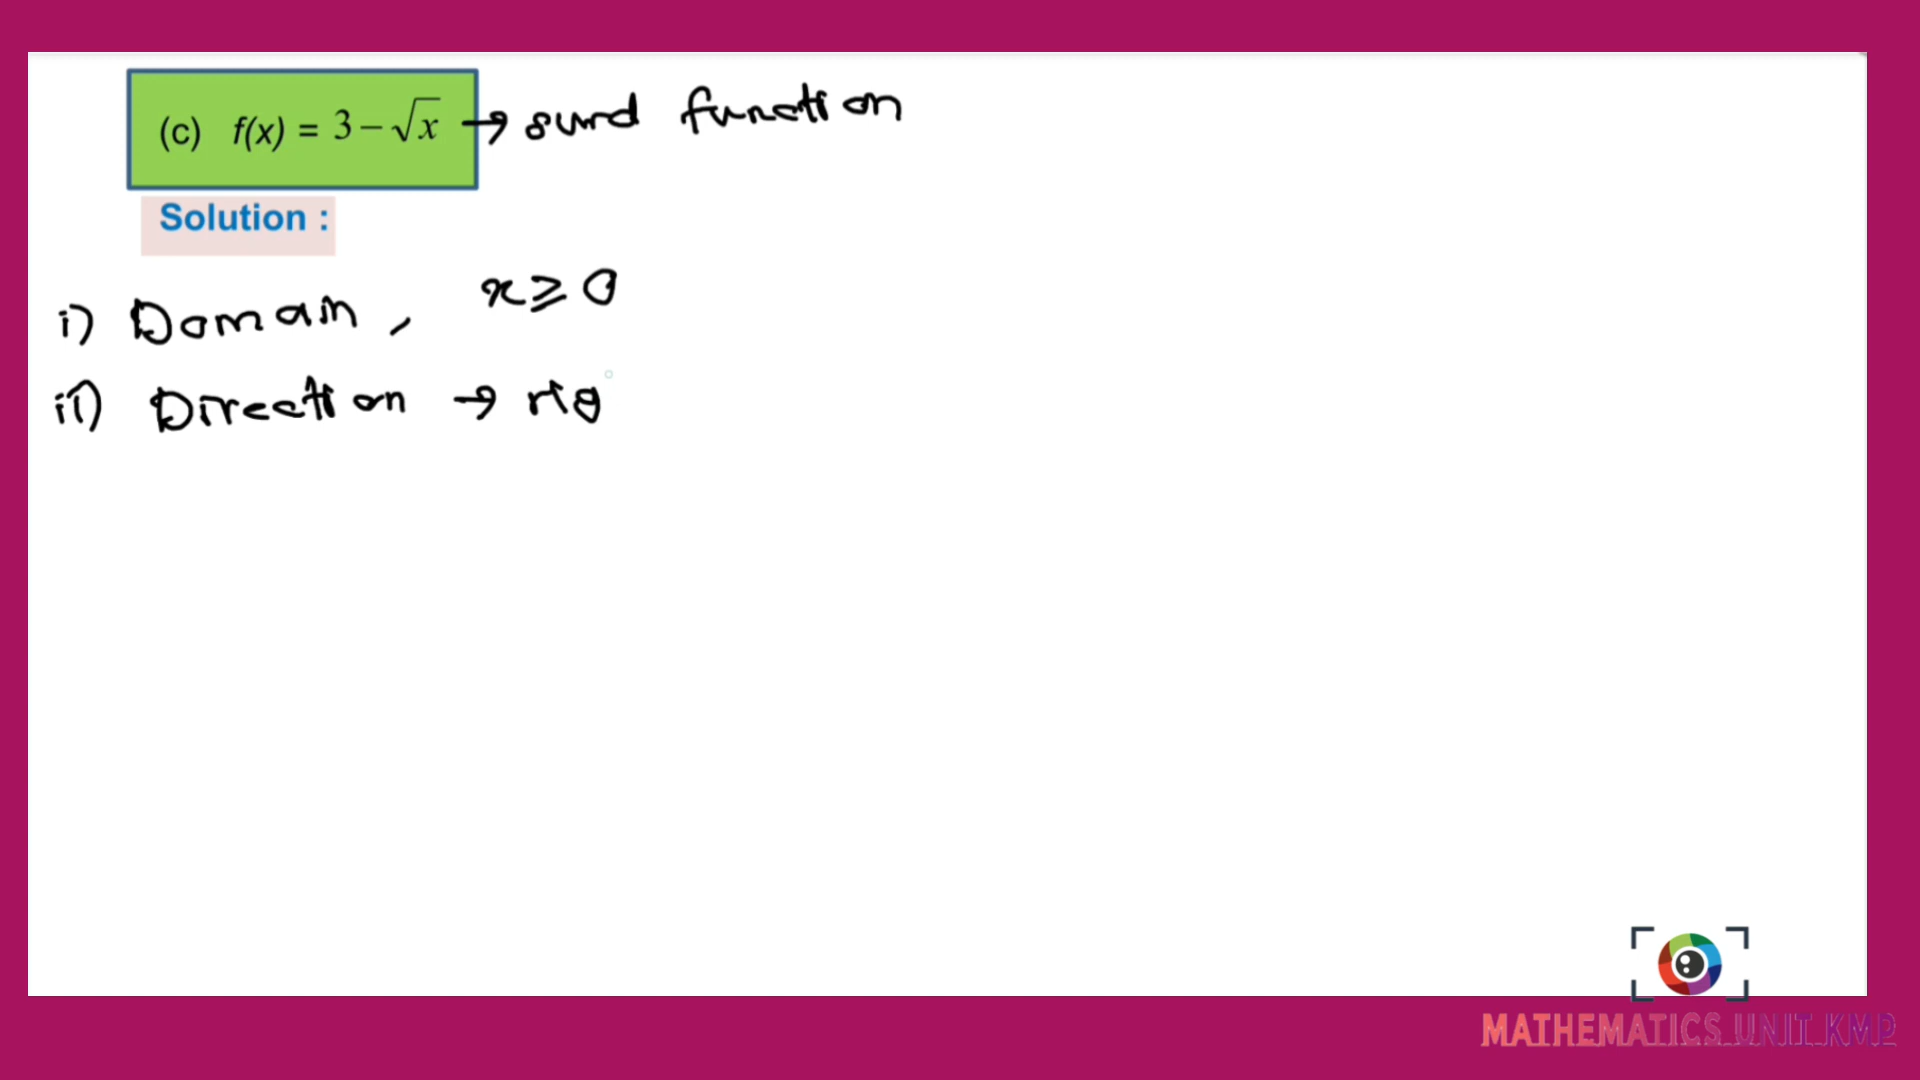 (c) f(x) = 3 − √x → surd function
Solution :
i) Domain, x ≥ 0
ii) Direction → rig
MATHEMATICS UNIT KMP